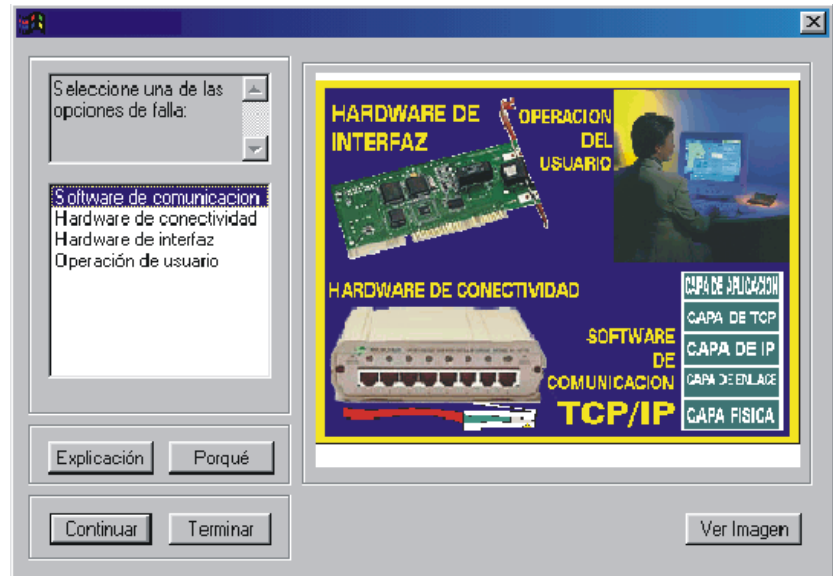 Seleccione una de las
opciones de falla:
Software de comunicacion
Hardware de conectividad
Hardware de interfaz
Operación de usuario
Explicación
Porqué
Continuar
Terminar
HARDWARE DE
INTERFAZ
OPERACION
DEL
USUARIO
HARDWARE DE CONECTIVIDAD
SOFTWARE
DE
COMUNICACION
TCP/IP
CAPA DE APLICACION
CAPA DE TCP
CAPA DE IP
CAPA DE ENLACE
CAPA FISICA
Ver Imagen